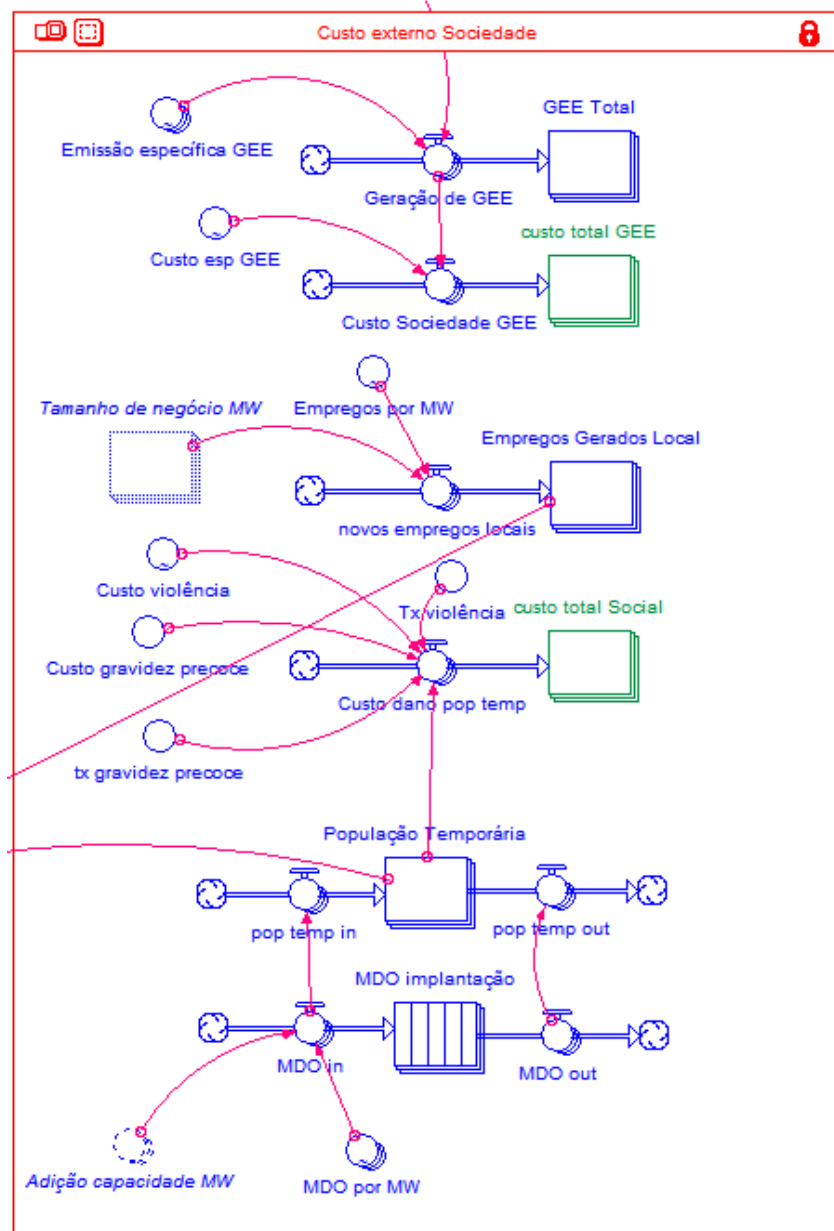 Custo externo Sociedade
GEE Total
Emissão específica GEE
Geração de GEE
custo total GEE
Custo esp GEE
Custo Sociedade GEE
Tamanho de negócio MW
Empregos por MW
Empregos Gerados Local
novos empregos locais
Custo violência
Tx violência
custo total Social
Custo gravidez precoce
Custo dano pop temp
tx gravidez precoce
População Temporária
pop temp in
pop temp out
MDO implantação
MDO in
MDO out
Adição capacidade MW
MDO por MW